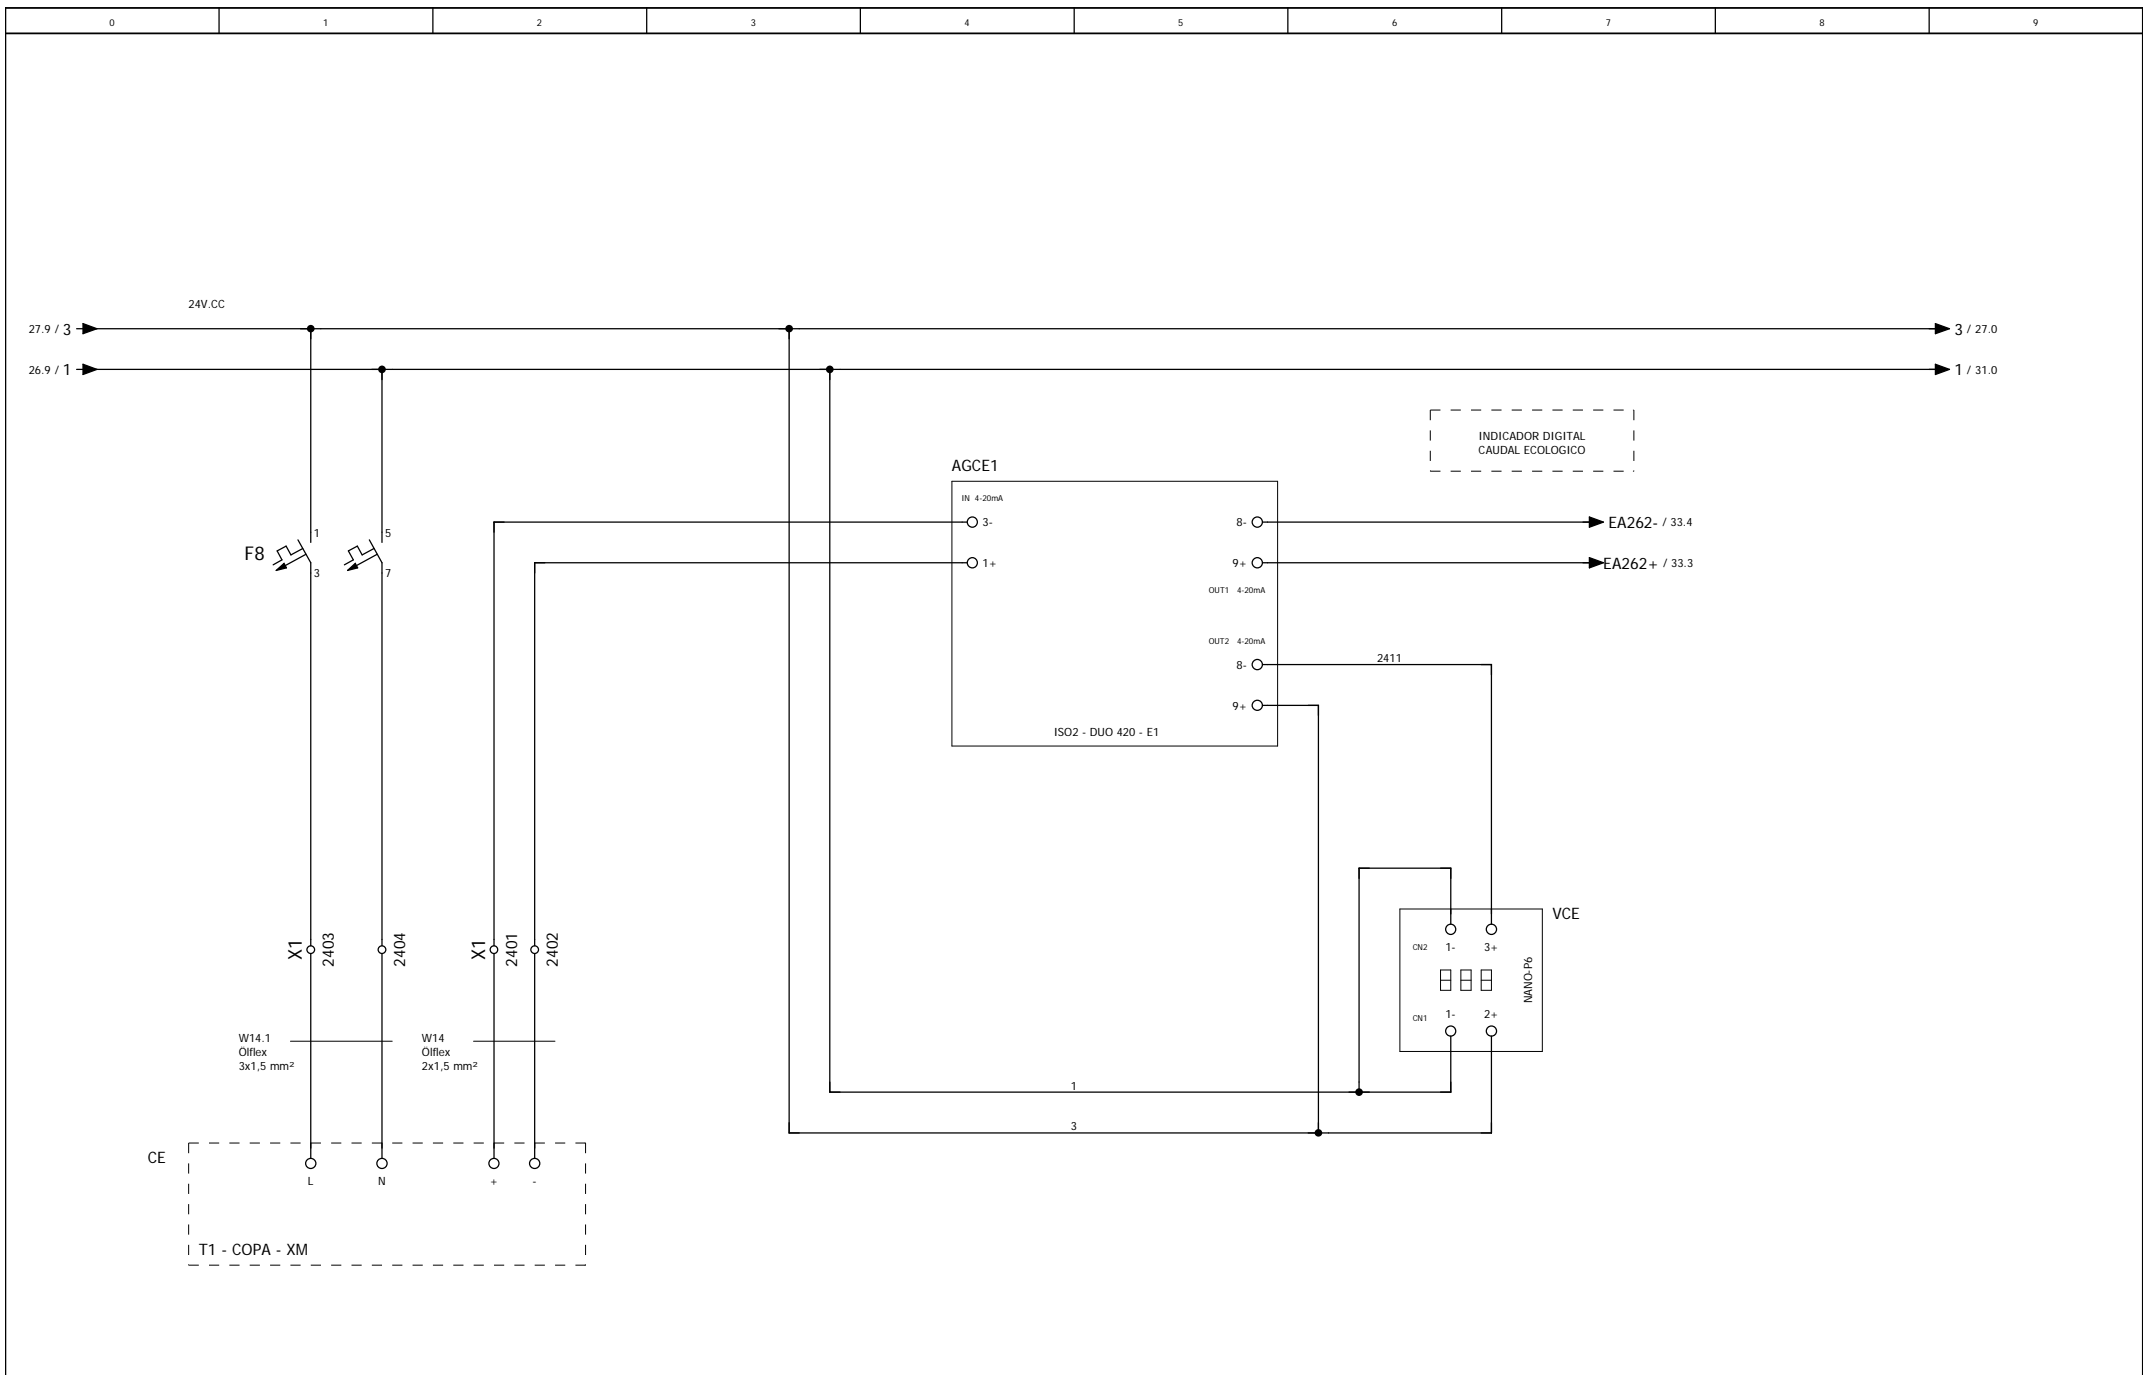 0 1 2 3 4 5 6 7 8 9
24V.CC
27.9 / 3
3 / 27.0
26.9 / 1
1 / 31.0
INDICADOR DIGITAL
CAUDAL ECOLOGICO
AGCE1
IN 4-20mA
3-
8-
EA262- / 33.4
1+
9+
EA262+ / 33.3
OUT1 4-20mA
OUT2 4-20mA
8-
2411
9+
ISO2 - DUO 420 - E1
F8
1
3
5
7
VCE
CN2 1- 3+
NANO-P6
CN1 1- 2+
X1
2403
2404
X1
2401
2402
W14.1
Ölflex
3x1,5 mm²
W14
Ölflex
2x1,5 mm²
1
3
CE
L
N
+
-
T1 - COPA - XM